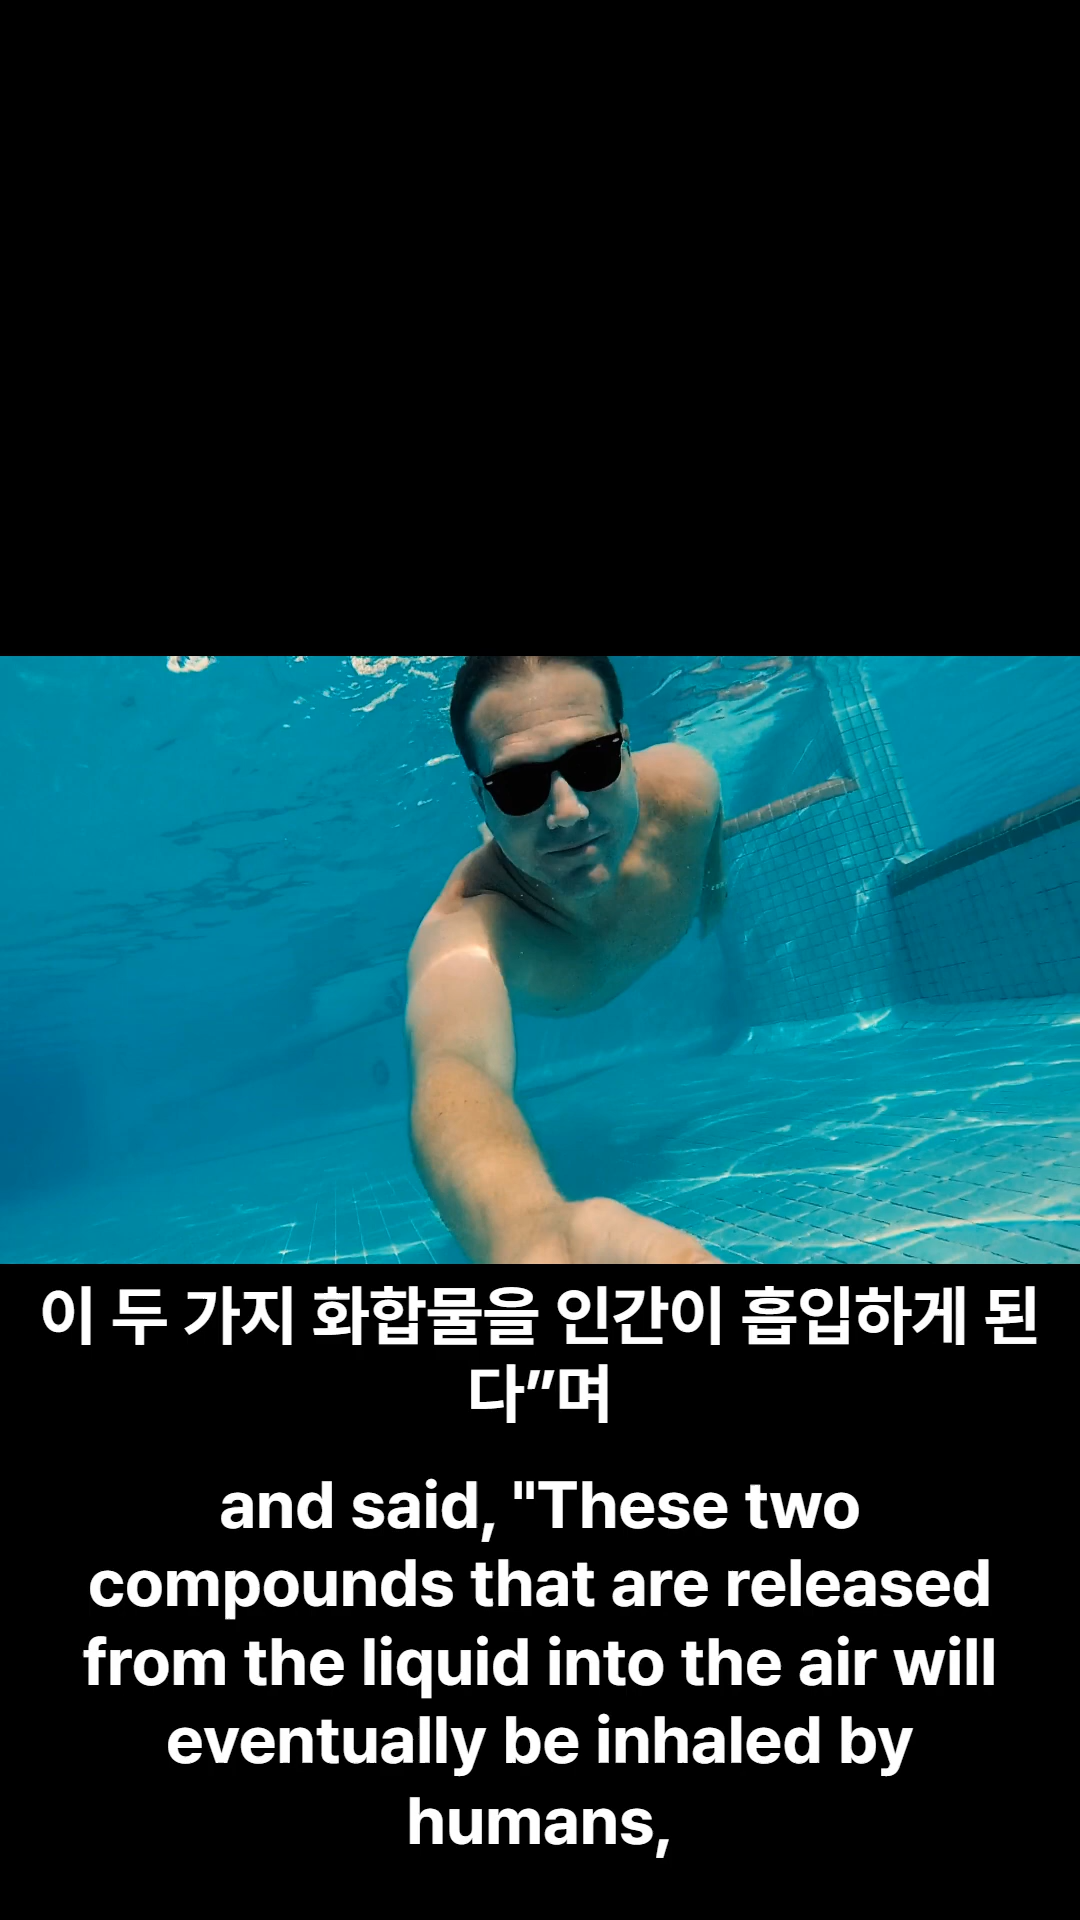 이 두 가지 화합물을 인간이 흡입하게 된
다”며
and said, "These two
compounds that are released
from the liquid into the air will
eventually be inhaled by
humans,